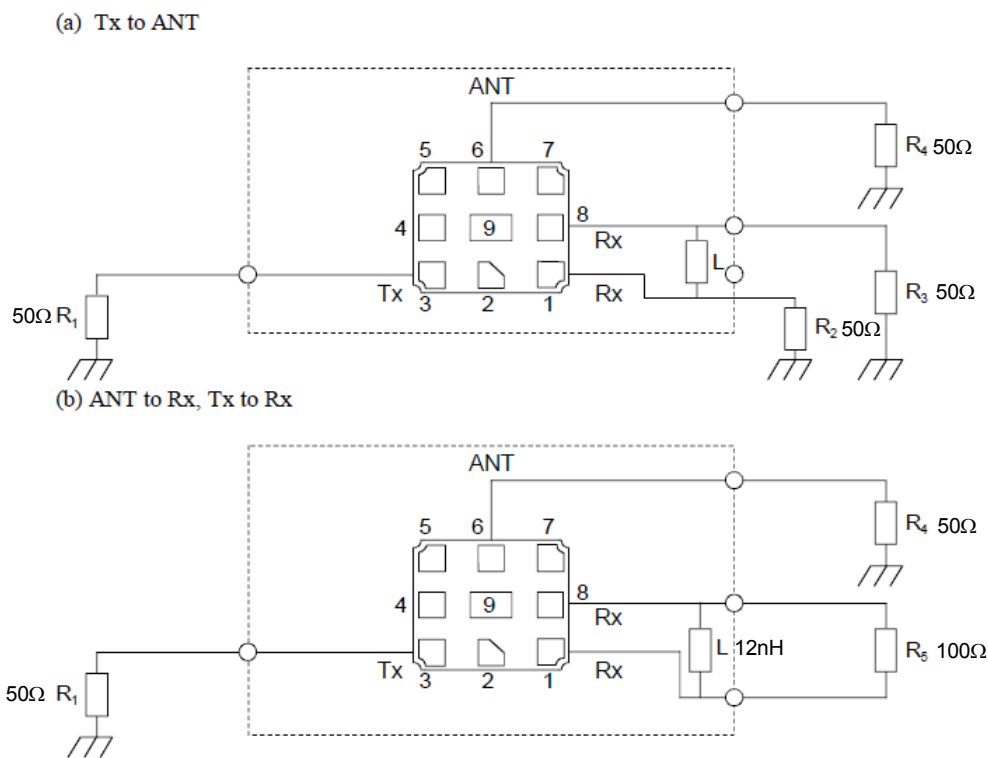 (a) Tx to ANT
ANT
5 6 7
R4 50Ω
4 9 8
Rx
L
Tx Rx
3 2 1
R3 50Ω
50Ω R1
R2 50Ω
(b) ANT to Rx, Tx to Rx
ANT
5 6 7
R4 50Ω
4 9 8
Rx
L 12nH
R5 100Ω
Tx Rx
3 2 1
50Ω R1